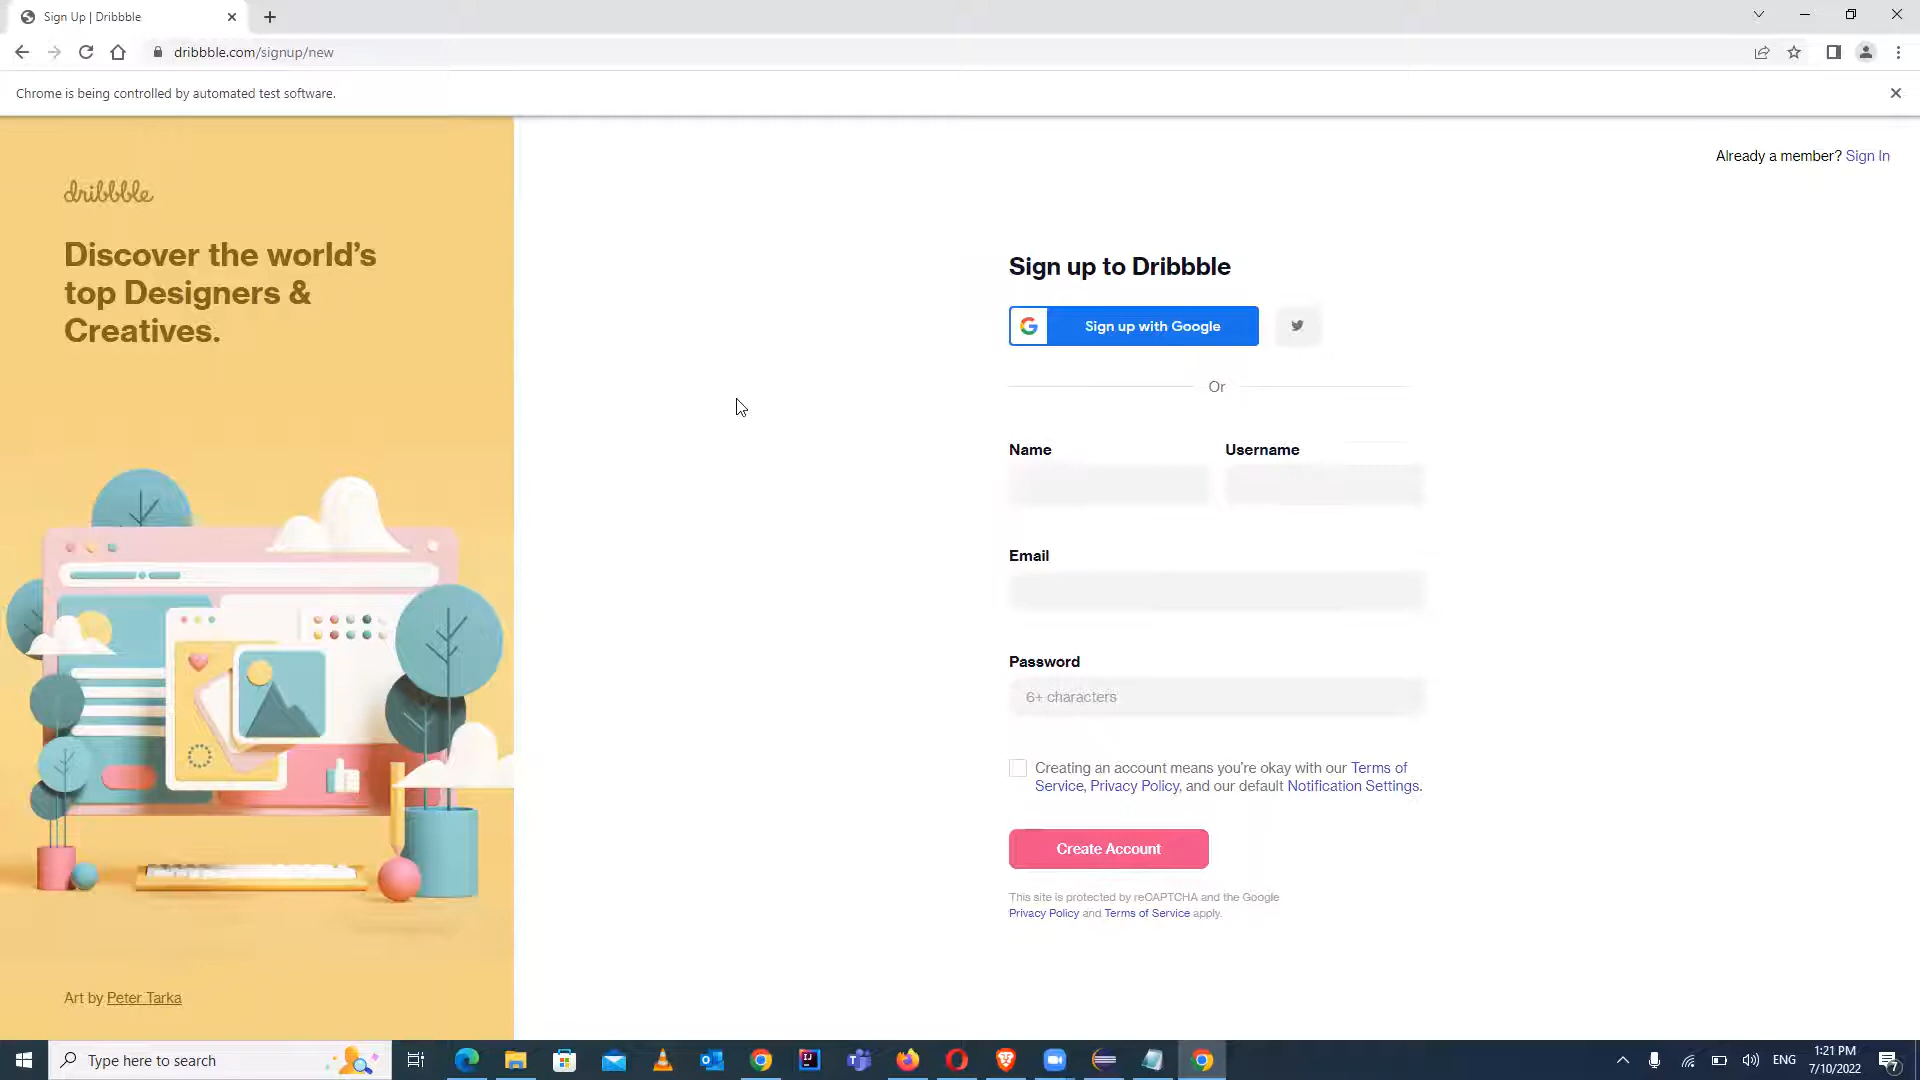 Sign Up | Dribbble
dribbble.com/signup/new
Chrome is being controlled by automated test software.
Already a member? Sign In
dribbble
Discover the world's
top Designers &
Creatives.
Sign up to Dribbble
Sign up with Google
Or
Name
Username
Email
Password
6+ characters
Creating an account means you're okay with our Terms of
Service, Privacy Policy, and our default Notification Settings.
Create Account
This site is protected by reCAPTCHA and the Google
Privacy Policy and Terms of Service apply.
Art by Peter Tarka
Type here to search
ENG
1:21 PM
7/10/2022
7